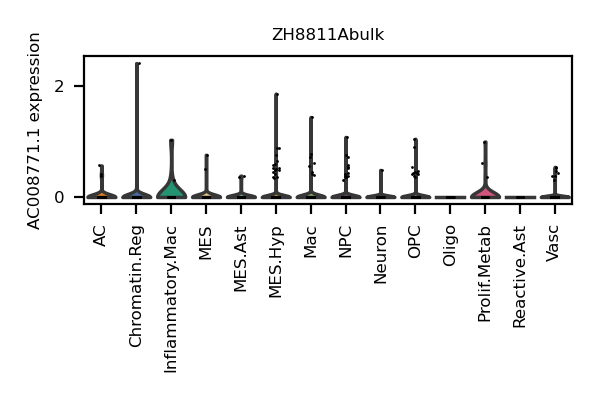 ZH8811Abulk
AC008771.1 expression
2
0
AC
Chromatin.Reg
Inflammatory.Mac
MES
MES.Ast
MES.Hyp
Mac
NPC
Neuron
OPC
Oligo
Prolif.Metab
Reactive.Ast
Vasc